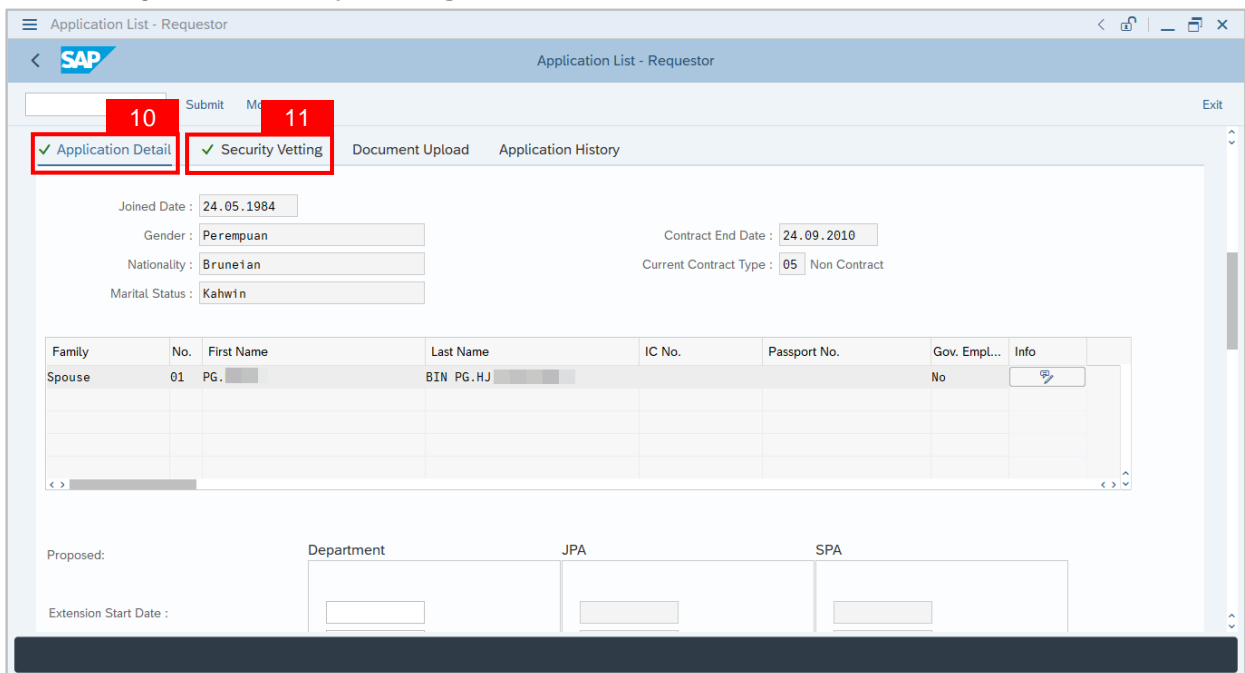 Application List - Requestor
SAP
Application List - Requestor
Submit
Exit
10
11
Application Detail
Security Vetting
Document Upload
Application History
Joined Date : 24.05.1984
Gender : Perempuan
Contract End Date : 24.09.2010
Nationality : Bruneian
Current Contract Type : 05 Non Contract
Marital Status : Kahwin
Family No. First Name Last Name IC No. Passport No. Gov. Empl... Info
Spouse 01 PG. BIN PG.HJ No
Proposed:
Department JPA SPA
Extension Start Date :